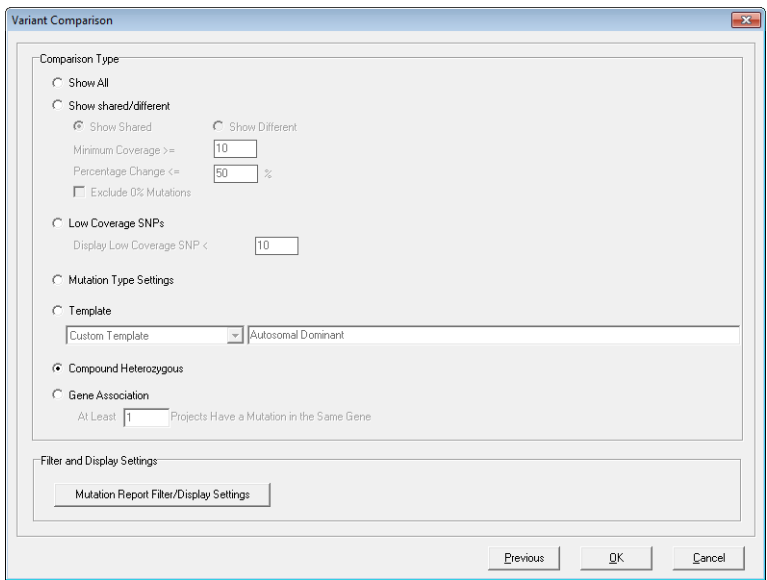 Variant Comparison
Comparison Type
Show All
Show shared/different
Show Shared Show Different
Minimum Coverage >= 10
Percentage Change <= 50 %
Exclude 0% Mutations
Low Coverage SNPs
Display Low Coverage SNP < 10
Mutation Type Settings
Template
Custom Template Autosomal Dominant
Compound Heterozygous
Gene Association
At Least 1 Projects Have a Mutation in the Same Gene
Filter and Display Settings
Mutation Report Filter/Display Settings
Previous OK Cancel